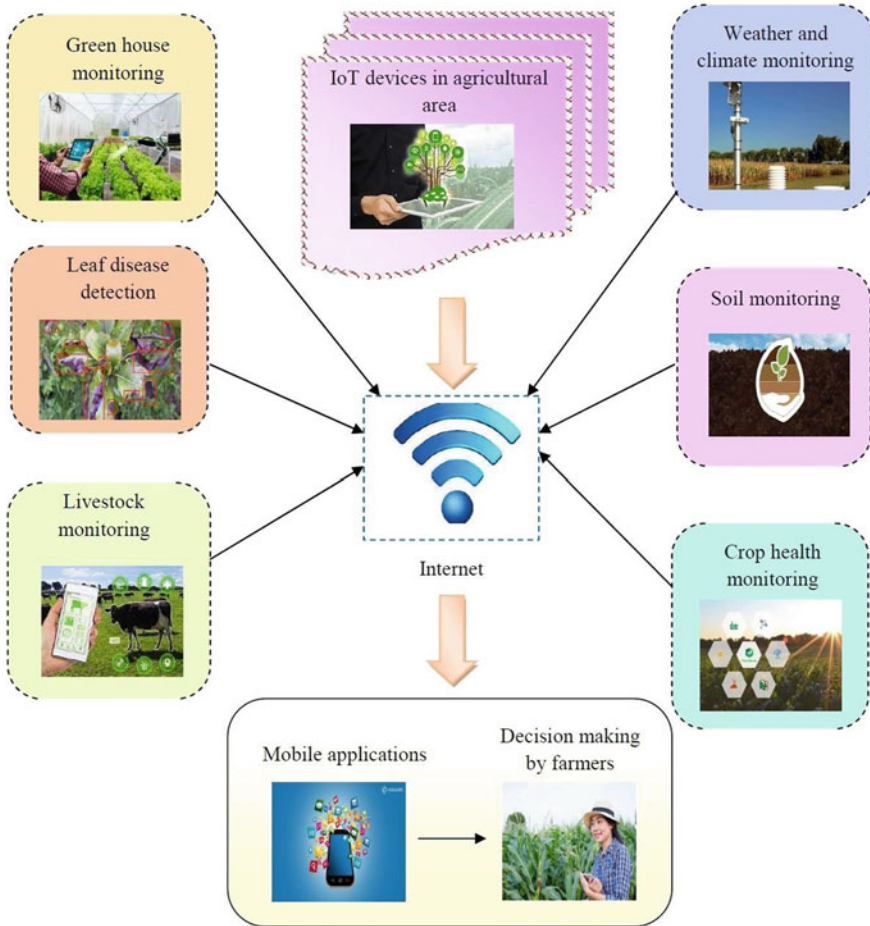 Green house
monitoring
IoT devices in agricultural
area
Weather and
climate monitoring
Leaf disease
detection
Soil monitoring
Livestock
monitoring
Internet
Crop health
monitoring
Mobile applications
Decision making
by farmers